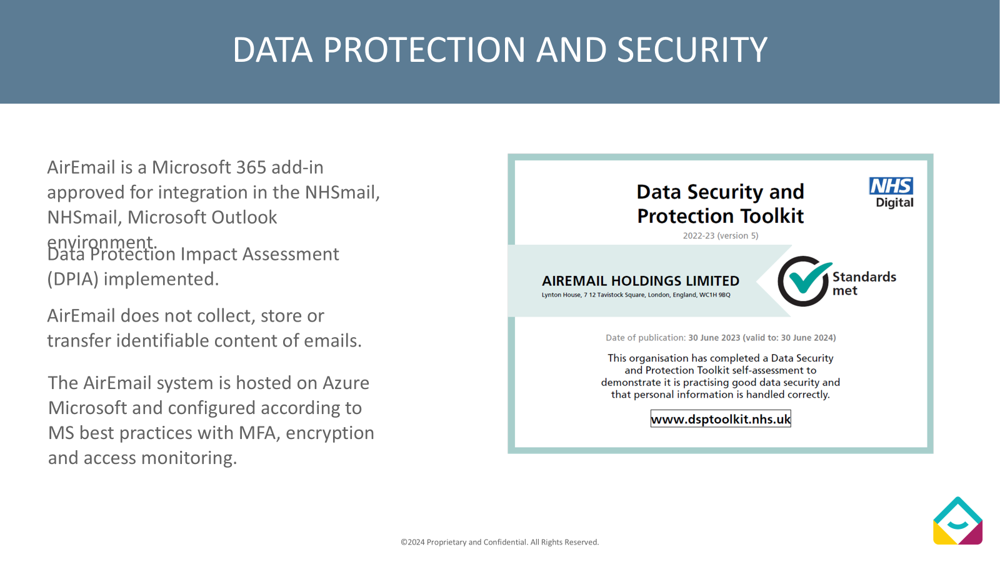 DATA PROTECTION AND SECURITY
AirEmail is a Microsoft 365 add-in
approved for integration in the NHSmail,
NHSmail, Microsoft Outlook
environment.
Data Protection Impact Assessment
(DPIA) implemented.
AirEmail does not collect, store or
transfer identifiable content of emails.
The AirEmail system is hosted on Azure
Microsoft and configured according to
MS best practices with MFA, encryption
and access monitoring.
Data Security and
Protection Toolkit
2022-23 (version 5)
NHS
Digital
AIREMAIL HOLDINGS LIMITED
Lynton House, 7 12 Tavistock Square, London, England, WC1H 9BQ
Standards
met
Date of publication: 30 June 2023 (valid to: 30 June 2024)
This organisation has completed a Data Security
and Protection Toolkit self-assessment to
demonstrate it is practising good data security and
that personal information is handled correctly.
www.dsptoolkit.nhs.uk
©2024 Proprietary and Confidential. All Rights Reserved.